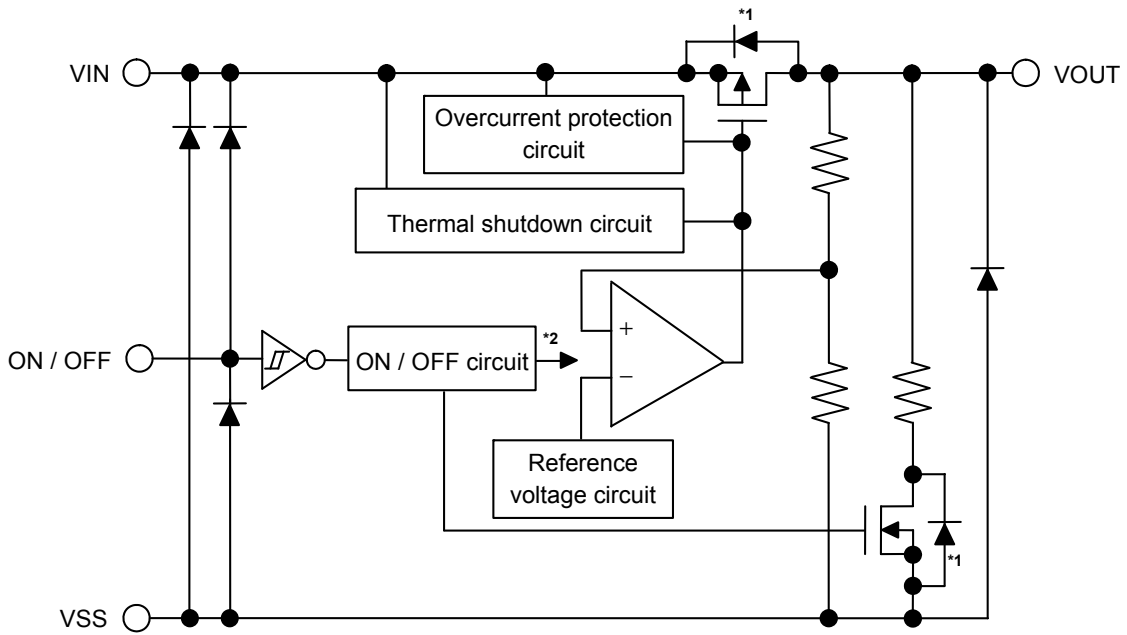 *1
VIN
VOUT
Overcurrent protection
circuit
Thermal shutdown circuit
+
*2
ON / OFF
ON / OFF circuit
−
Reference
voltage circuit
*1
VSS